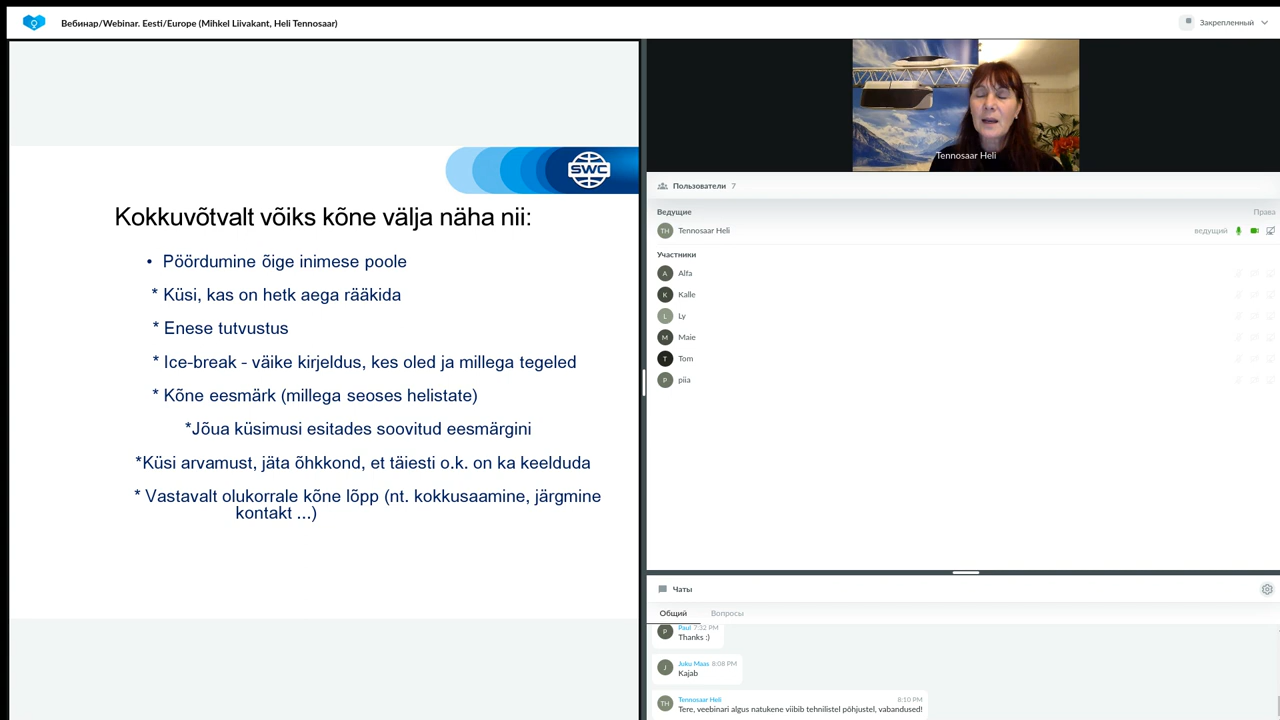 Вебинар/Webinar. Eesti/Europe (Mihkel Liivakant, Heli Tennosaar)
Закрепленный
SWC
Kokkuvõtvalt võiks kõne välja näha nii:
• Pöördumine õige inimese poole
* Küsi, kas on hetk aega rääkida
* Enese tutvustus
* Ice-break - väike kirjeldus, kes oled ja millega tegeled
* Kõne eesmärk (millega seoses helistate)
*Jõua küsimusi esitades soovitud eesmärgini
*Küsi arvamust, jäta õhkkond, et täiesti o.k. on ka keelduda
* Vastavalt olukorrale kõne lõpp (nt. kokkusaamine, järgmine
kontakt ...)
Tennosaar Heli
Пользователи 7
Ведущие Права
TH Tennosaar Heli ведущий
Участники
A Alfa
K Kalle
L Ly
M Maie
T Tom
P piia
Чаты
Общий Вопросы
P Paul 7:32 PM
Thanks :)
J Juku Maas 8:08 PM
Kajab
TH Tennosaar Heli 8:10 PM
Tere, veebinari algus natukene viibib tehnilistel põhjustel, vabandused!